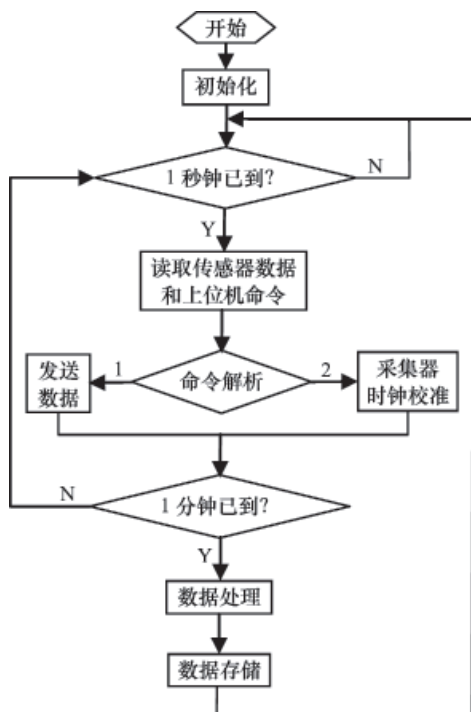 开始
初始化
1秒钟已到?
N
Y
读取传感器数据
和上位机命令
发送
数据
1
命令解析
2
采集器
时钟校准
N
1分钟已到?
Y
数据处理
数据存储